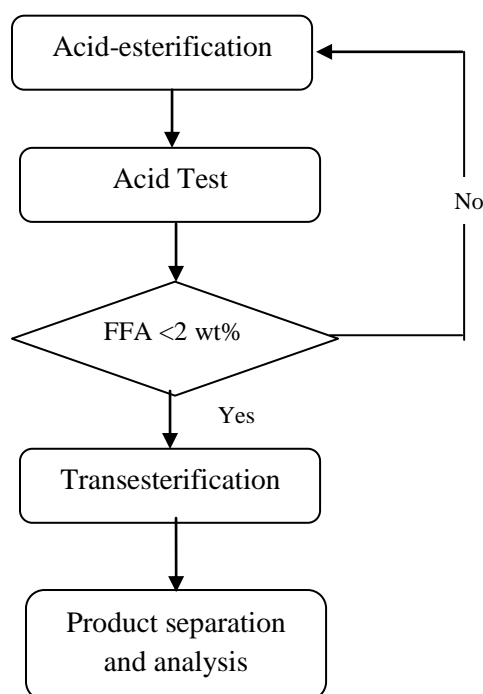 Acid-esterification
Acid Test
No
FFA <2 wt%
Yes
Transesterification
Product separation
and analysis